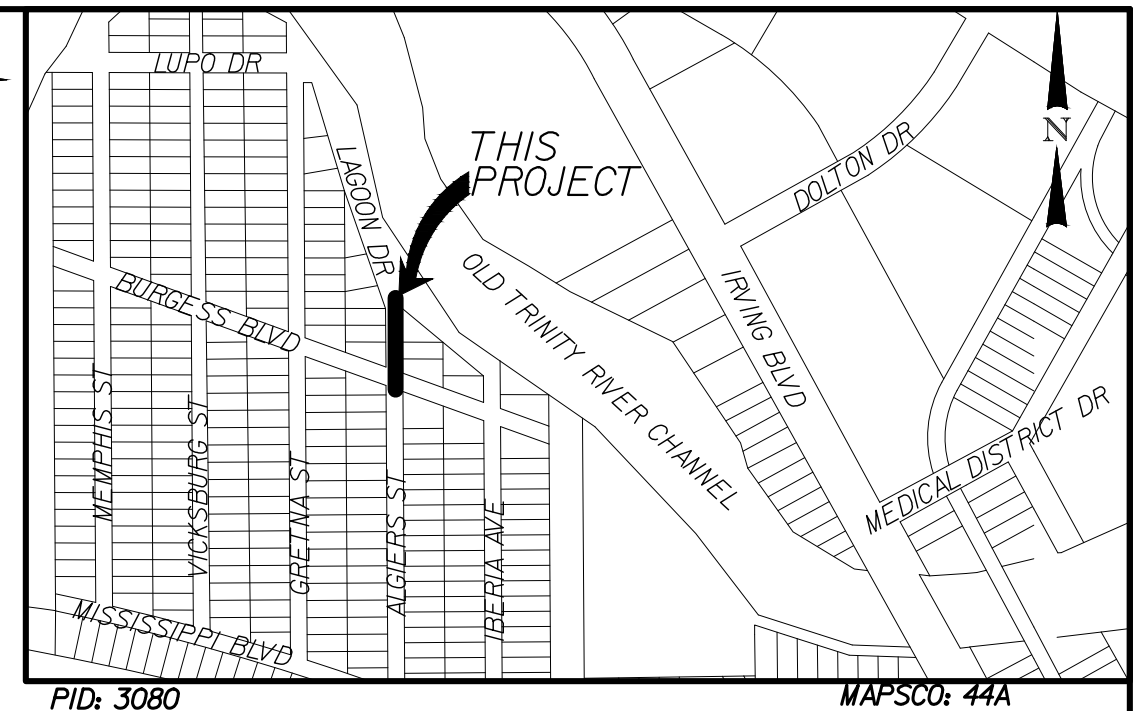 LUPO DR
THIS
PROJECT
N
DOLTON DR
LAGOON DR
OLD TRINITY RIVER CHANNEL
IRVING BLVD
BURGESS BLVD
MEMPHIS ST
VICKSBURG ST
GRETNA ST
ALGIERS ST
IBERIA AVE
MEDICAL DISTRICT DR
MISSISSIPPI BLVD
PID: 3080
MAPSCO: 44A